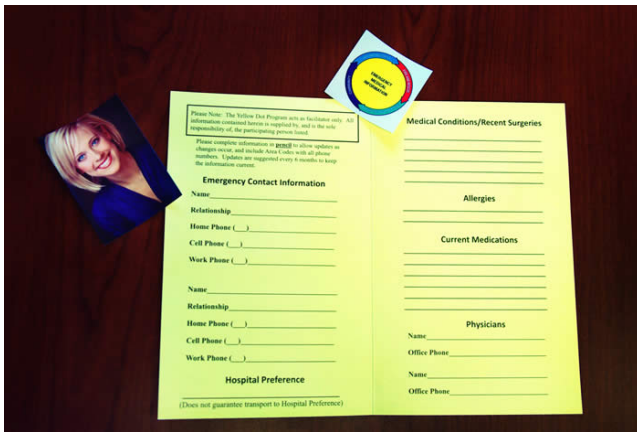 EMERGENCY
MEDICAL
INFORMATION
Please Note: The Yellow Dot Program acts as facilitator only. All
information contained herein is supplied by, and is the sole
responsibility of, the participating person listed.
Please complete information in pencil to allow updates as
changes occur, and include Area Codes with all phone
numbers. Updates are suggested every 6 months to keep
the information current.
Emergency Contact Information
Name
Relationship
Home Phone (__)
Cell Phone (__)
Work Phone (__)
Name
Relationship
Home Phone (__)
Cell Phone (__)
Work Phone (__)
Hospital Preference
(Does not guarantee transport to Hospital Preference)
Medical Conditions/Recent Surgeries
Allergies
Current Medications
Physicians
Name
Office Phone
Name
Office Phone